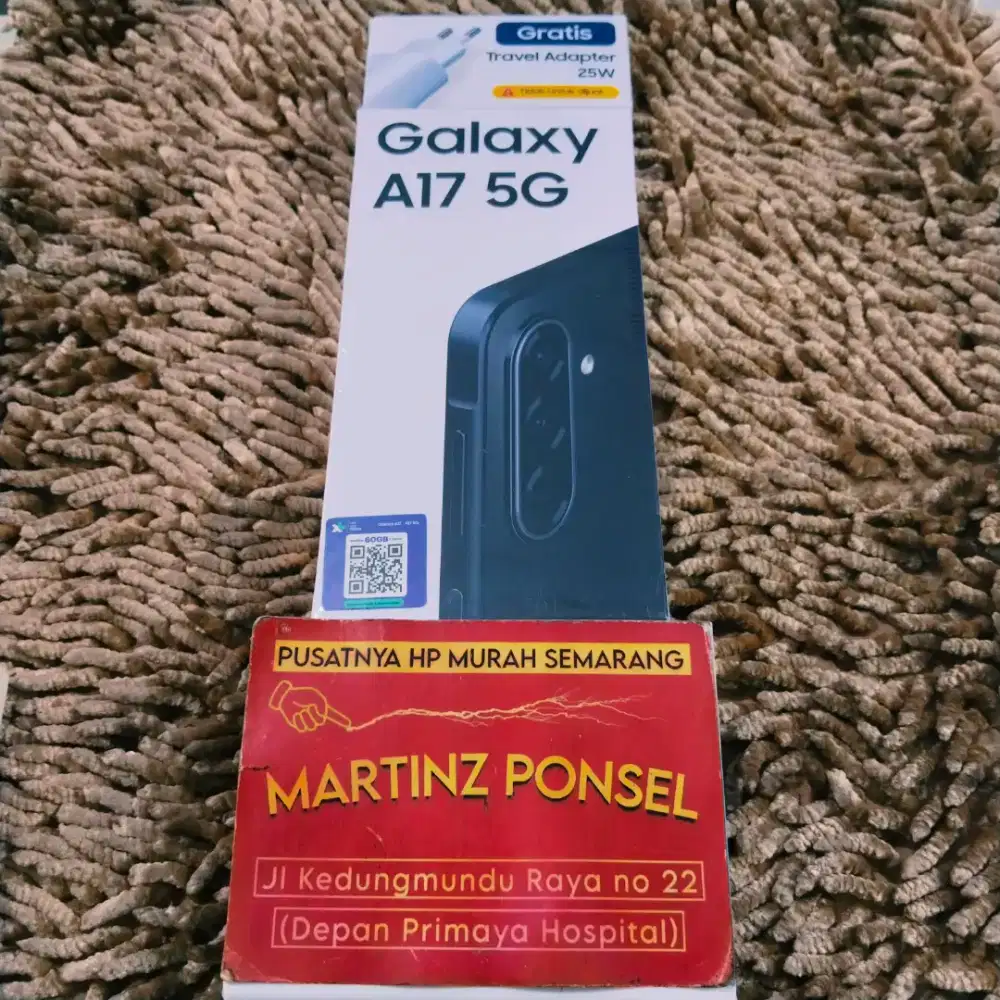 Gratis
Travel Adapter
25W
Galaxy
A17 5G
60GB
PUSATNYA HP MURAH SEMARANG
MARTINZ PONSEL
Jl Kedungmundu Raya no 22
(Depan Primaya Hospital)